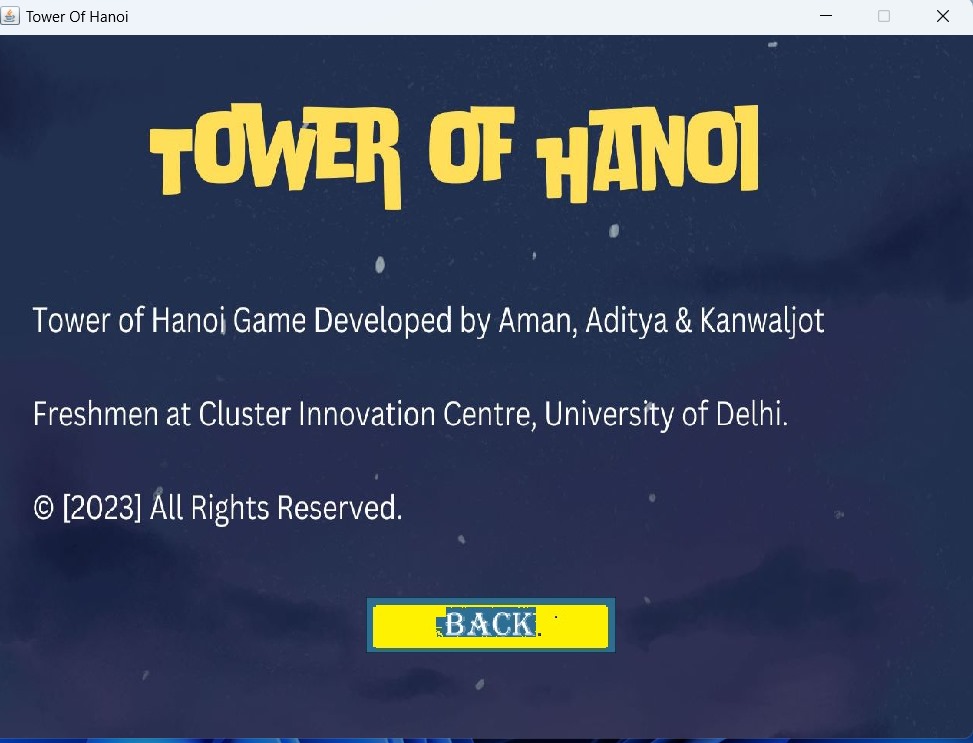 Tower Of Hanoi
TOWER OF HANOI
Tower of Hanoi Game Developed by Aman, Aditya & Kanwaljot
Freshmen at Cluster Innovation Centre, University of Delhi.
© [2023] All Rights Reserved.
BACK